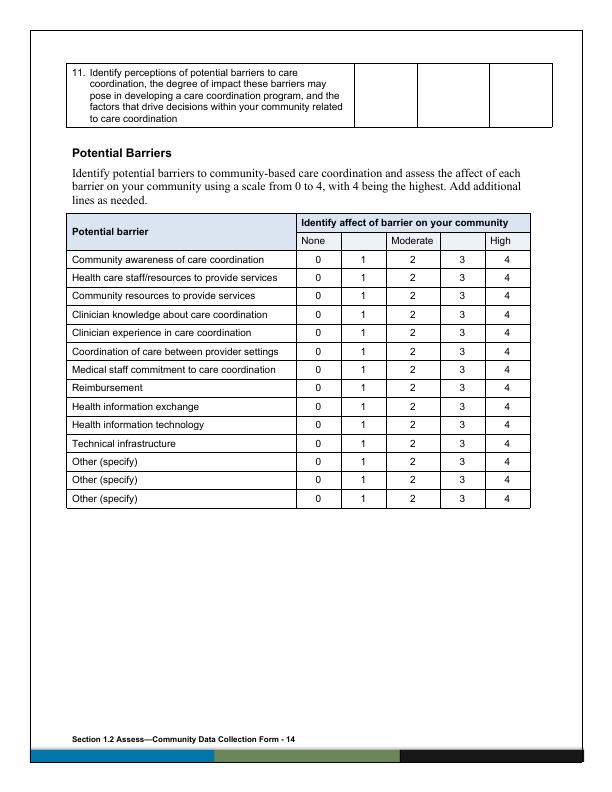 11. Identify perceptions of potential barriers to care
coordination, the degree of impact these barriers may
pose in developing a care coordination program, and the
factors that drive decisions within your community related
to care coordination
Potential Barriers
Identify potential barriers to community-based care coordination and assess the affect of each
barrier on your community using a scale from 0 to 4, with 4 being the highest. Add additional
lines as needed.
Potential barrier
Identify affect of barrier on your community
None Moderate High
Community awareness of care coordination 0 1 2 3 4
Health care staff/resources to provide services 0 1 2 3 4
Community resources to provide services 0 1 2 3 4
Clinician knowledge about care coordination 0 1 2 3 4
Clinician experience in care coordination 0 1 2 3 4
Coordination of care between provider settings 0 1 2 3 4
Medical staff commitment to care coordination 0 1 2 3 4
Reimbursement 0 1 2 3 4
Health information exchange 0 1 2 3 4
Health information technology 0 1 2 3 4
Technical infrastructure 0 1 2 3 4
Other (specify) 0 1 2 3 4
Other (specify) 0 1 2 3 4
Other (specify) 0 1 2 3 4
Section 1.2 Assess—Community Data Collection Form - 14